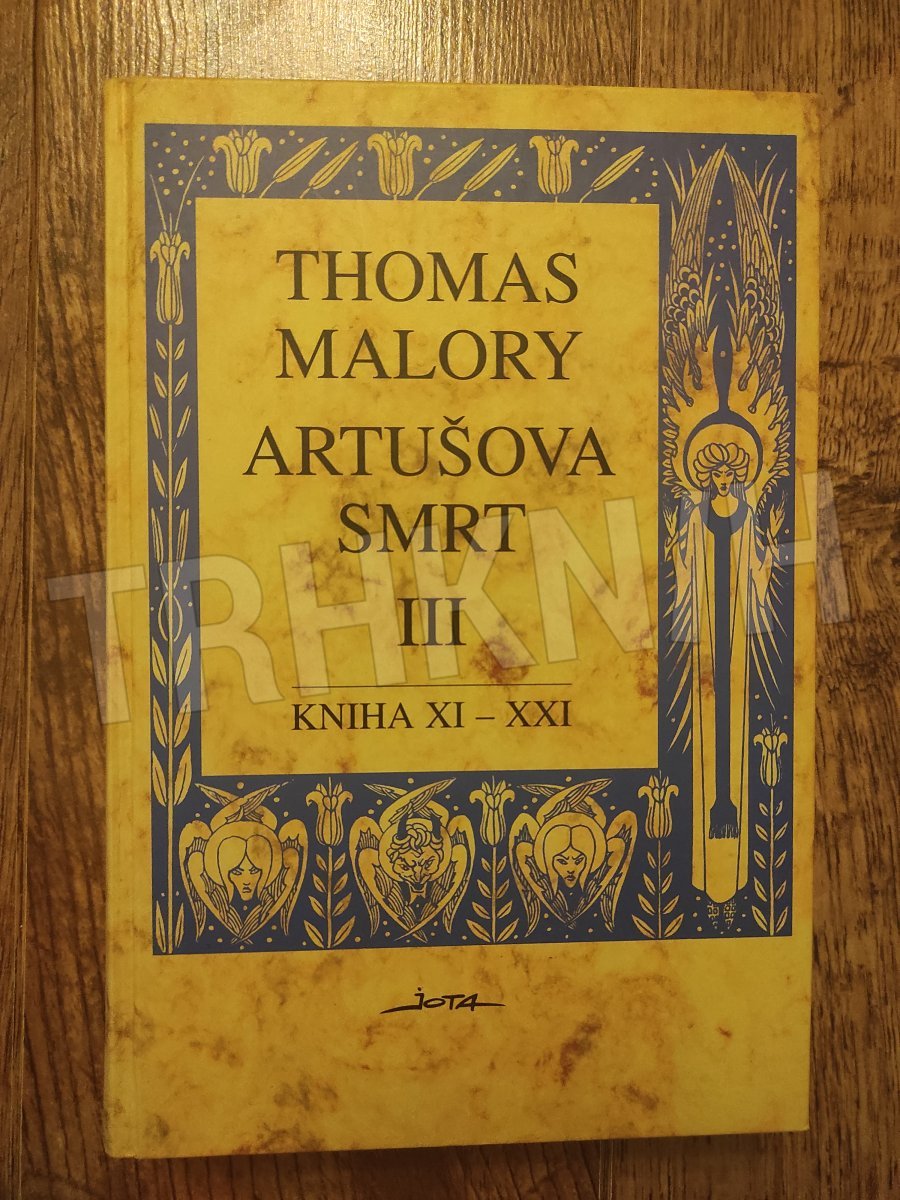 THOMAS
MALORY
ARTUŠOVA
SMRT
III
KNIHA XI – XXI
JOTA
TRHKNIH